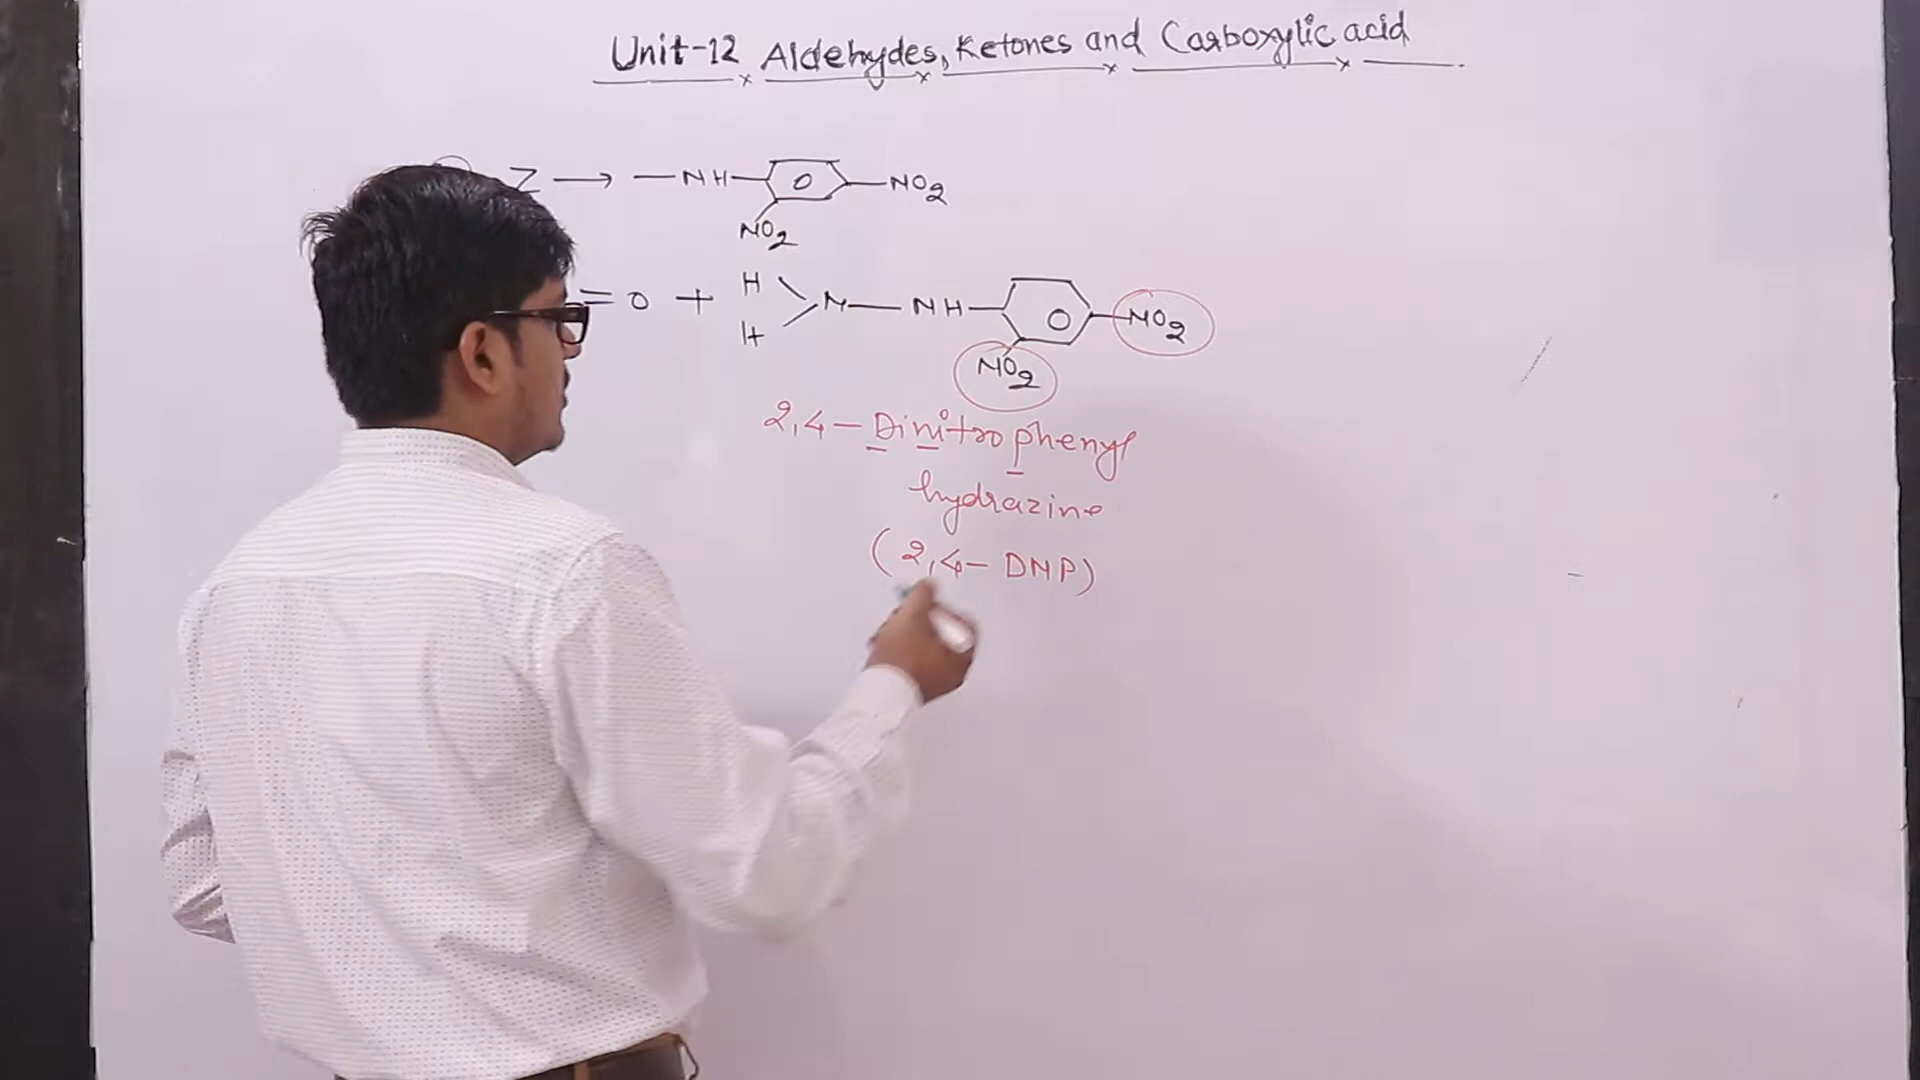 Unit-12 Aldehydes, Ketones and Carboxylic acid
Z → —NH— —NO2
NO2
H
=O + N—NH— —NO2
H
NO2
2,4-Dinitrophenyl
hydrazine
(2,4-DNP)